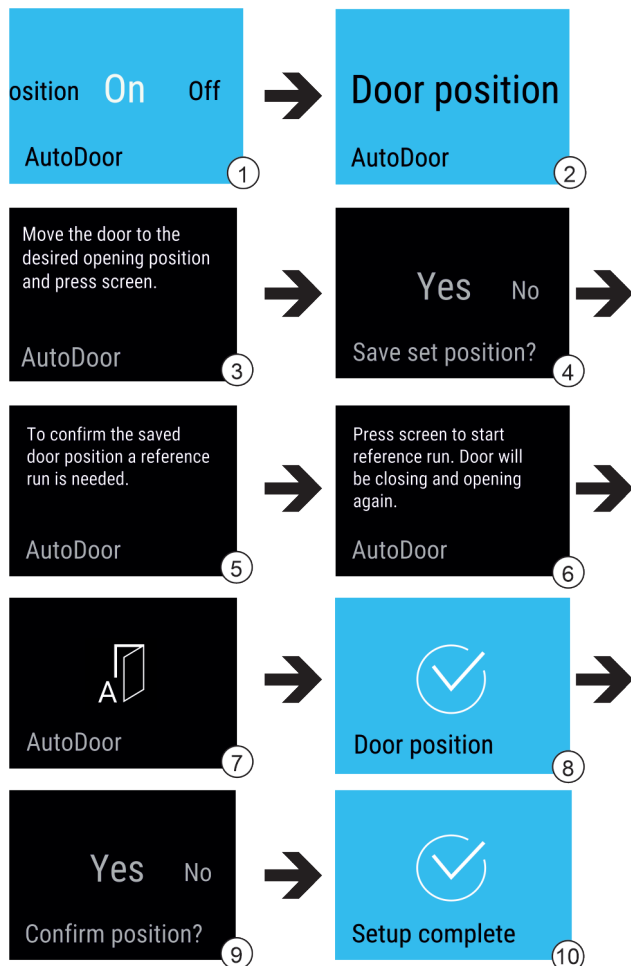 osition On Off
AutoDoor
1
Door position
AutoDoor
2
Move the door to the
desired opening position
and press screen.
AutoDoor
3
Yes No
Save set position?
4
To confirm the saved
door position a reference
run is needed.
AutoDoor
5
Press screen to start
reference run. Door will
be closing and opening
again.
AutoDoor
6
A
AutoDoor
7
Door position
8
Yes No
Confirm position?
9
Setup complete
10